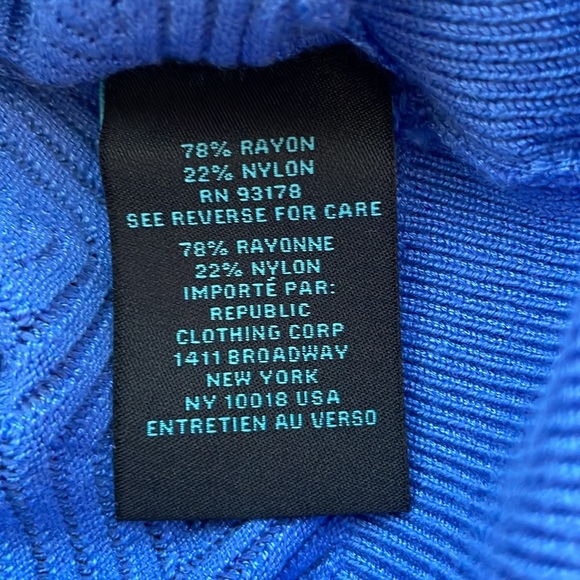 78% RAYON
22% NYLON
RN 93178
SEE REVERSE FOR CARE
78% RAYONNE
22% NYLON
IMPORTÉ PAR:
REPUBLIC
CLOTHING CORP
1411 BROADWAY
NEW YORK
NY 10018 USA
ENTRETIEN AU VERSO